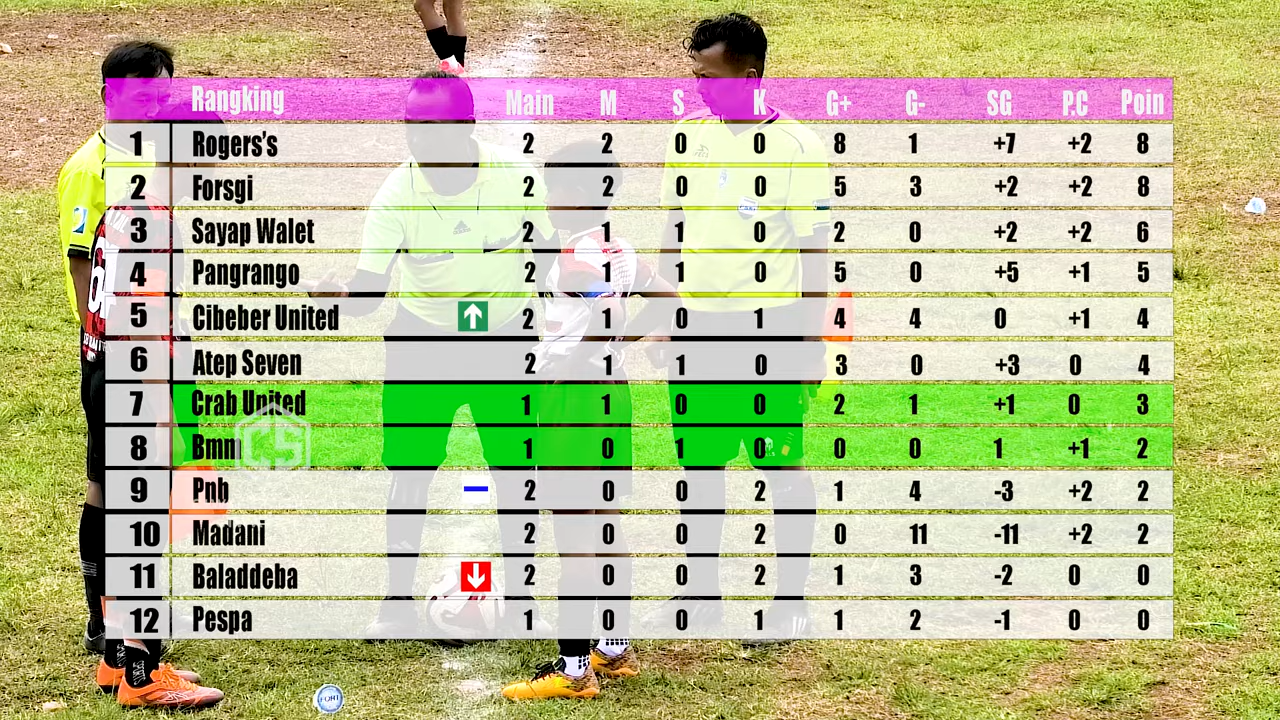 Rangking Main M S K G+ G- SG P.C Poin
1 Rogers's 2 2 0 0 8 1 +7 +2 8
2 Forsgi 2 2 0 0 5 3 +2 +2 8
3 Sayap Walet 2 1 1 0 2 0 +2 +2 6
4 Pangrango 2 1 1 0 5 0 +5 +1 5
5 Cibeber United 2 1 0 1 4 4 0 +1 4
6 Atep Seven 2 1 1 0 3 0 +3 0 4
7 Crab United 1 1 0 0 2 1 +1 0 3
8 Bmm 1 0 1 0 0 0 1 +1 2
9 Pnb 2 0 0 2 1 4 -3 +2 2
10 Madani 2 0 0 2 0 11 -11 +2 2
11 Baladdeba 2 0 0 2 1 3 -2 0 0
12 Pespa 1 0 0 1 1 2 -1 0 0
CS